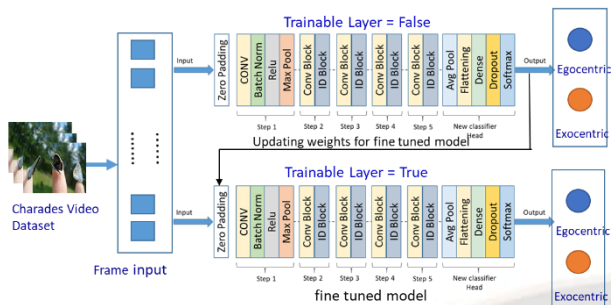 Trainable Layer = False
Input
Zero Padding
CONV
Batch Norm
Relu
Max Pool
Conv Block
ID Block
Conv Block
ID Block
Conv Block
ID Block
Conv Block
ID Block
Avg Pool
Flattening
Dense
Dropout
Softmax
Output
Egocentric
Exocentric
Step 1
Step 2
Step 3
Step 4
Step 5
New classifier
Head
Updating weights for fine tuned model
Charades Video
Dataset
Frame input
Trainable Layer = True
Input
Zero Padding
CONV
Batch Norm
Relu
Max Pool
Conv Block
ID Block
Conv Block
ID Block
Conv Block
ID Block
Conv Block
ID Block
Avg Pool
Flattening
Dense
Dropout
Softmax
Output
Egocentric
Exocentric
Step 1
Step 2
Step 3
Step 4
Step 5
New classifier
Head
fine tuned model